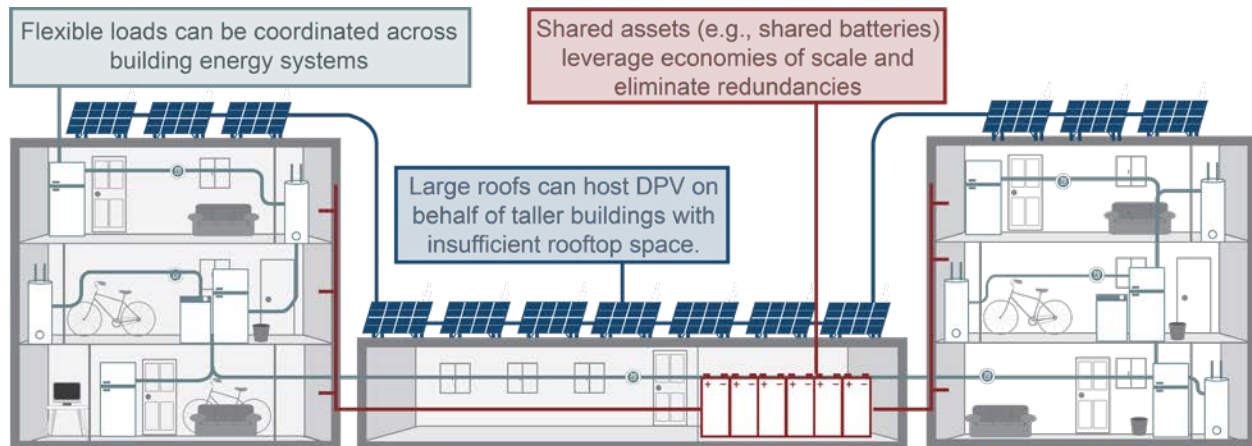 Flexible loads can be coordinated across
building energy systems
Shared assets (e.g., shared batteries)
leverage economies of scale and
eliminate redundancies
Large roofs can host DPV on
behalf of taller buildings with
insufficient rooftop space.
+ - + - + - + - + - + -